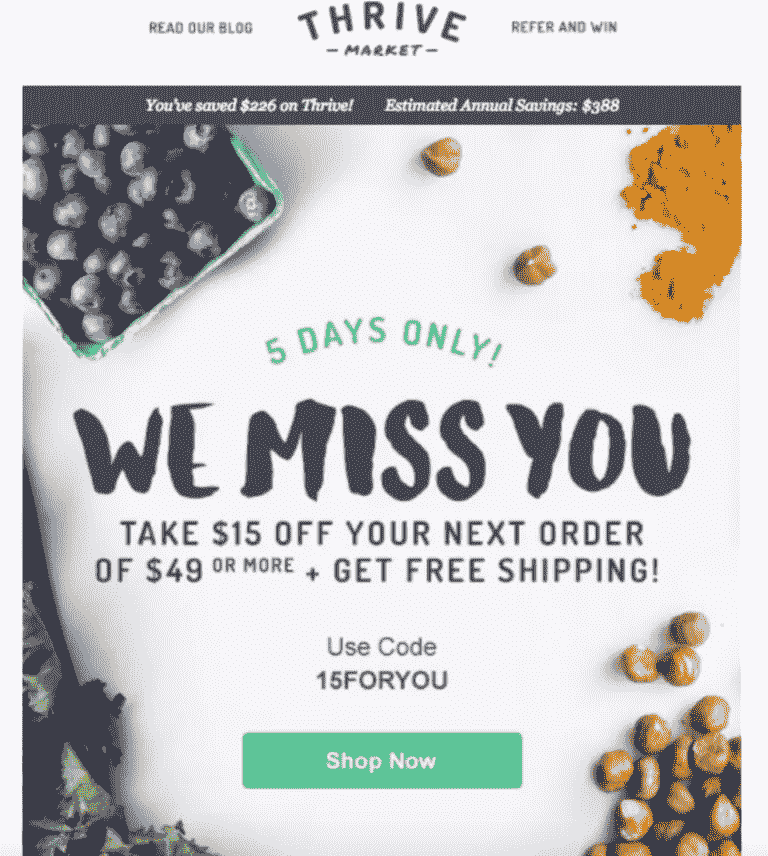 READ OUR BLOG
THRIVE
MARKET
REFER AND WIN
You've saved $226 on Thrive! Estimated Annual Savings: $388
5 DAYS ONLY!
WE MISS YOU
TAKE $15 OFF YOUR NEXT ORDER
OF $49 OR MORE + GET FREE SHIPPING!
Use Code
15FORYOU
Shop Now